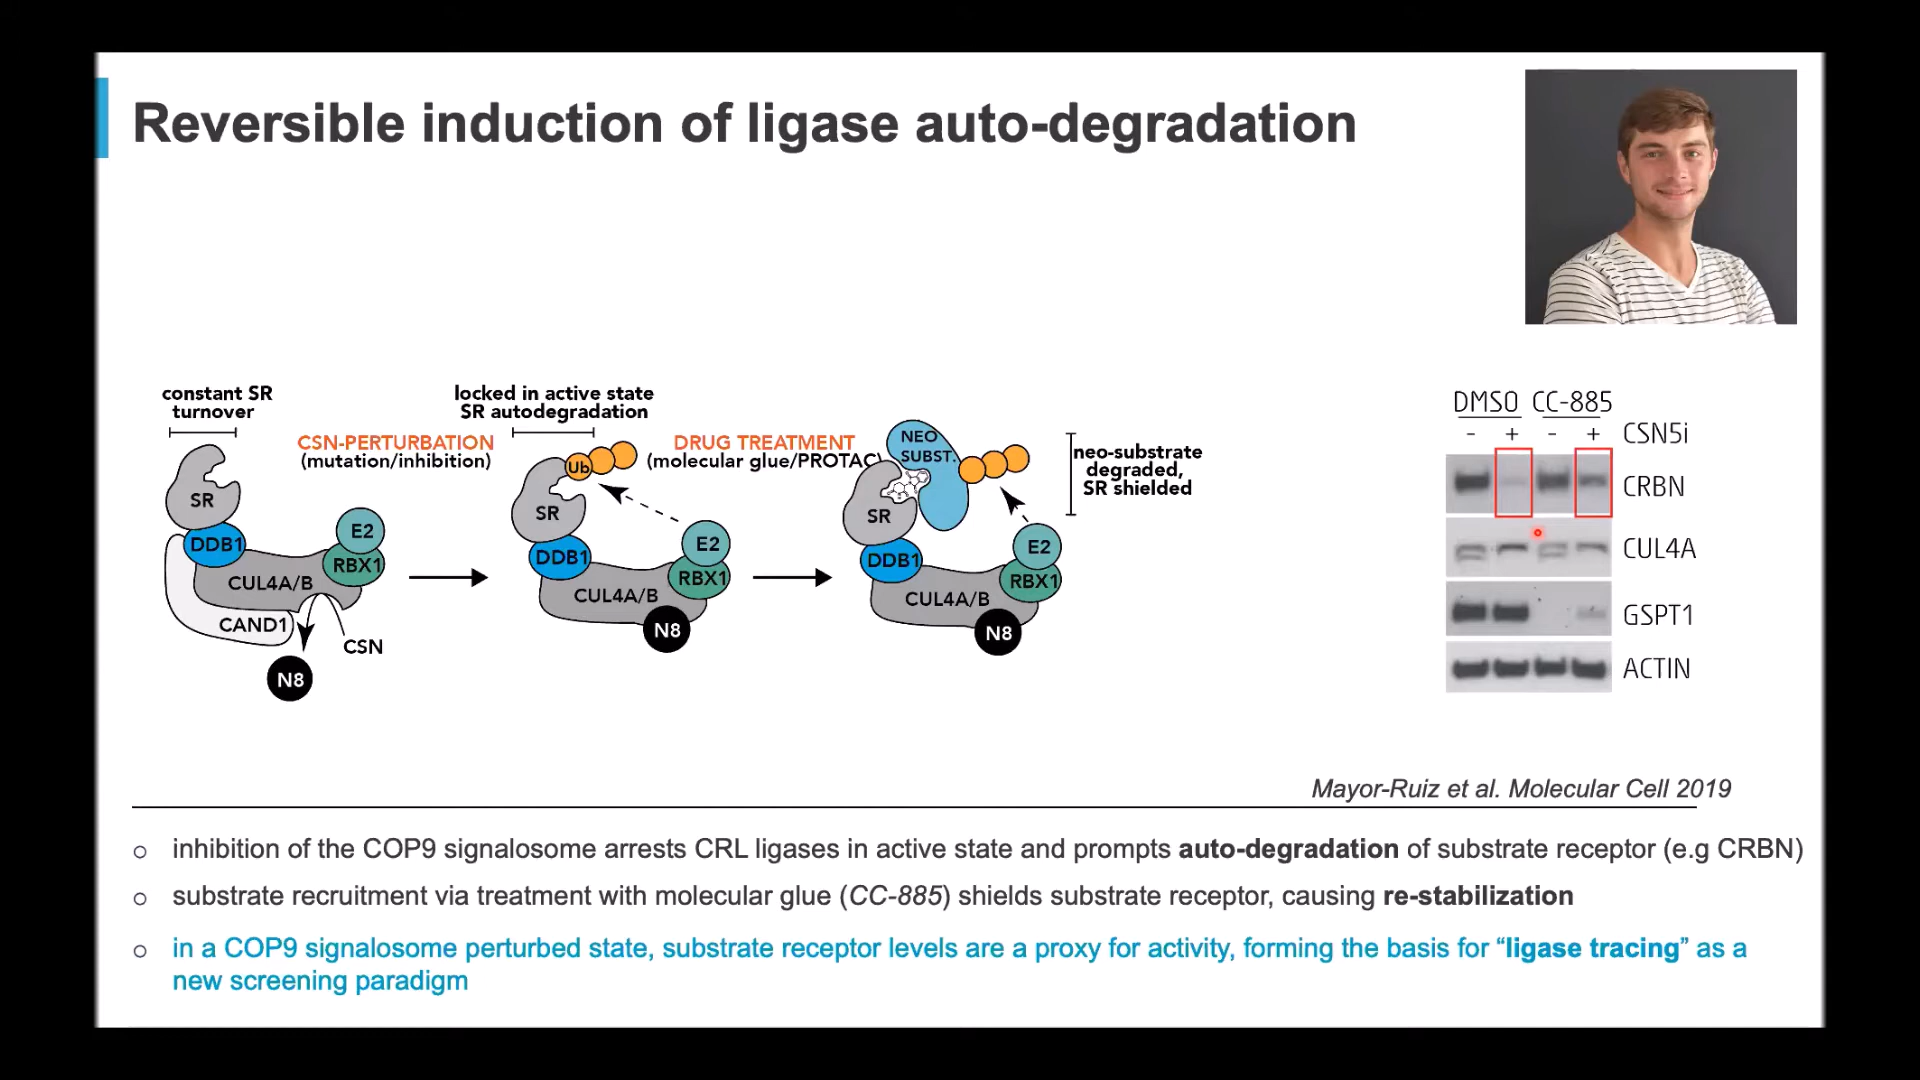 Reversible induction of ligase auto-degradation
constant SR
turnover
SR
DDB1
CUL4A/B
E2
RBX1
CAND1
CSN
N8
CSN-PERTURBATION
(mutation/inhibition)
locked in active state
SR autodegradation
Ub
SR
DDB1
CUL4A/B
E2
RBX1
N8
DRUG TREATMENT
(molecular glue/PROTAC)
NEO
SUBST.
SR
DDB1
CUL4A/B
E2
RBX1
N8
neo-substrate
degraded,
SR shielded
DMSO CC-885
- + - + CSN5i
CRBN
CUL4A
GSPT1
ACTIN
Mayor-Ruiz et al. Molecular Cell 2019
○ inhibition of the COP9 signalosome arrests CRL ligases in active state and prompts auto-degradation of substrate receptor (e.g CRBN)
○ substrate recruitment via treatment with molecular glue (CC-885) shields substrate receptor, causing re-stabilization
○ in a COP9 signalosome perturbed state, substrate receptor levels are a proxy for activity, forming the basis for “ligase tracing” as a
new screening paradigm